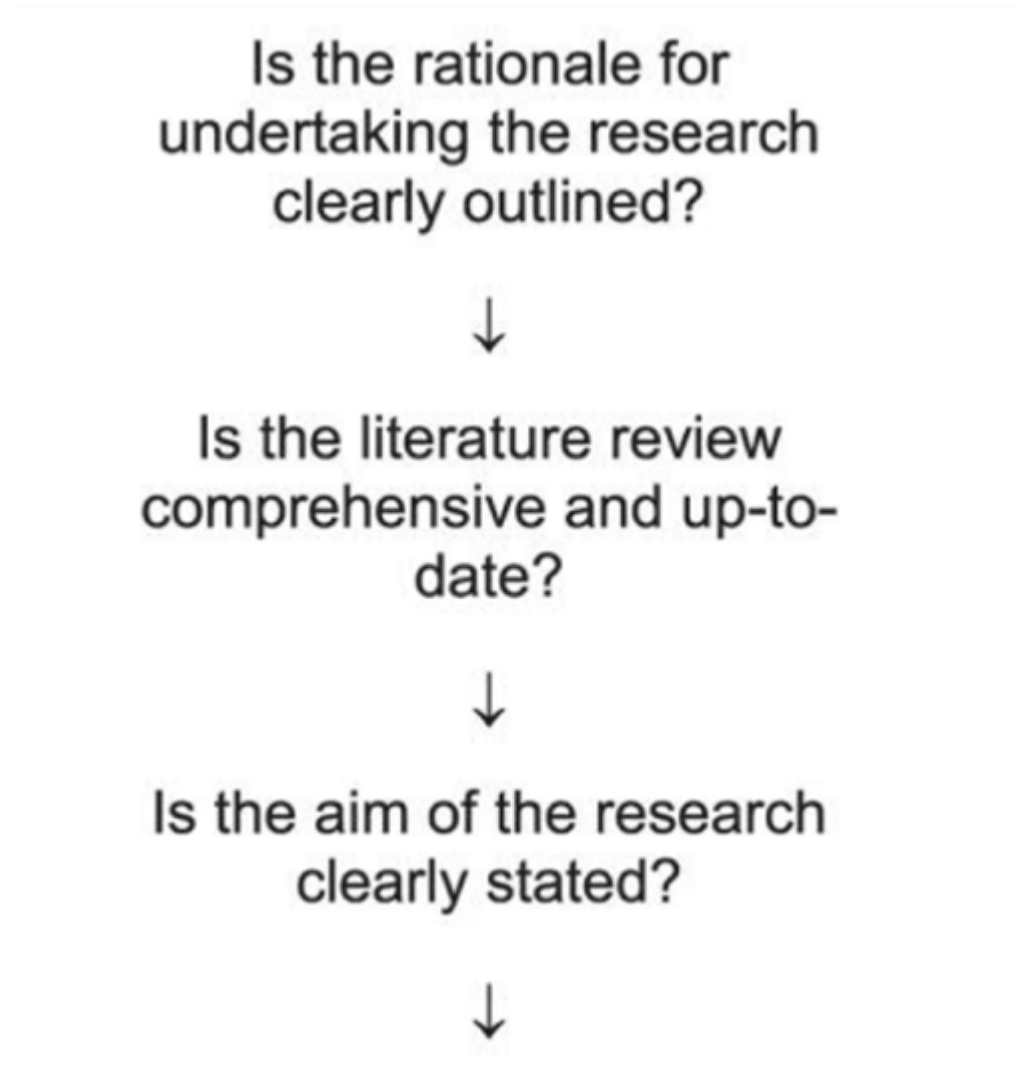 Is the rationale for
undertaking the research
clearly outlined?
↓
Is the literature review
comprehensive and up-to-
date?
↓
Is the aim of the research
clearly stated?
↓